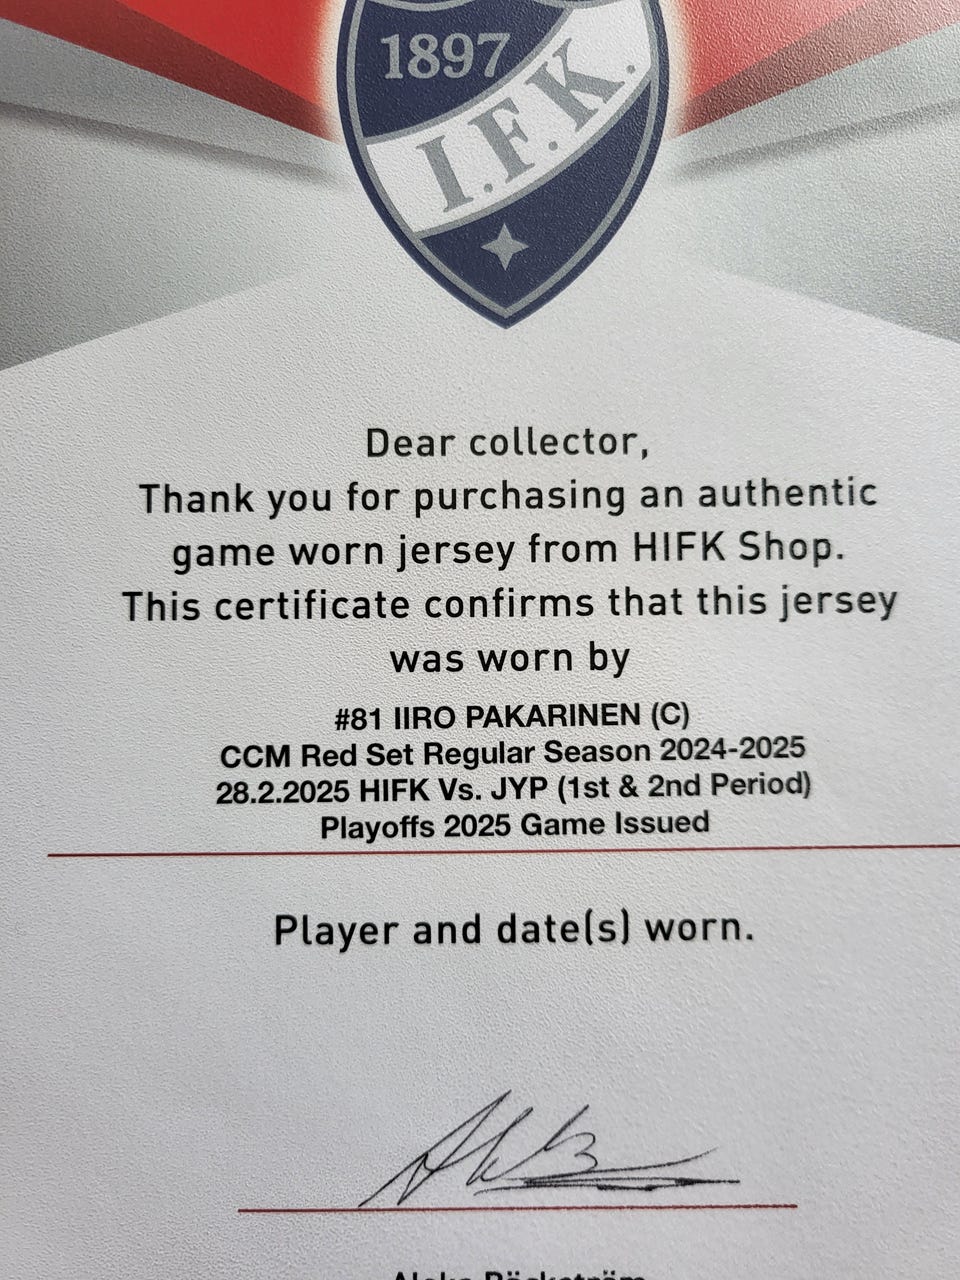 1897
I.F.K.
Dear collector,
Thank you for purchasing an authentic
game worn jersey from HIFK Shop.
This certificate confirms that this jersey
was worn by
#81 IIRO PAKARINEN (C)
CCM Red Set Regular Season 2024-2025
28.2.2025 HIFK Vs. JYP (1st & 2nd Period)
Playoffs 2025 Game Issued
Player and date(s) worn.